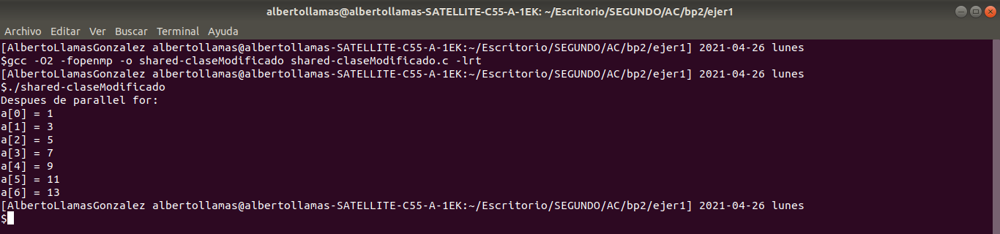 albertollamas@albertollamas-SATELLITE-C55-A-1EK: ~/Escritorio/SEGUNDO/AC/bp2/ejer1
Archivo Editar Ver Buscar Terminal Ayuda
[AlbertoLlamasGonzalez albertollamas@albertollamas-SATELLITE-C55-A-1EK:~/Escritorio/SEGUNDO/AC/bp2/ejer1] 2021-04-26 lunes
$gcc -O2 -fopenmp -o shared-claseModificado shared-claseModificado.c -lrt
[AlbertoLlamasGonzalez albertollamas@albertollamas-SATELLITE-C55-A-1EK:~/Escritorio/SEGUNDO/AC/bp2/ejer1] 2021-04-26 lunes
$./shared-claseModificado
Despues de parallel for:
a[0] = 1
a[1] = 3
a[2] = 5
a[3] = 7
a[4] = 9
a[5] = 11
a[6] = 13
[AlbertoLlamasGonzalez albertollamas@albertollamas-SATELLITE-C55-A-1EK:~/Escritorio/SEGUNDO/AC/bp2/ejer1] 2021-04-26 lunes
$